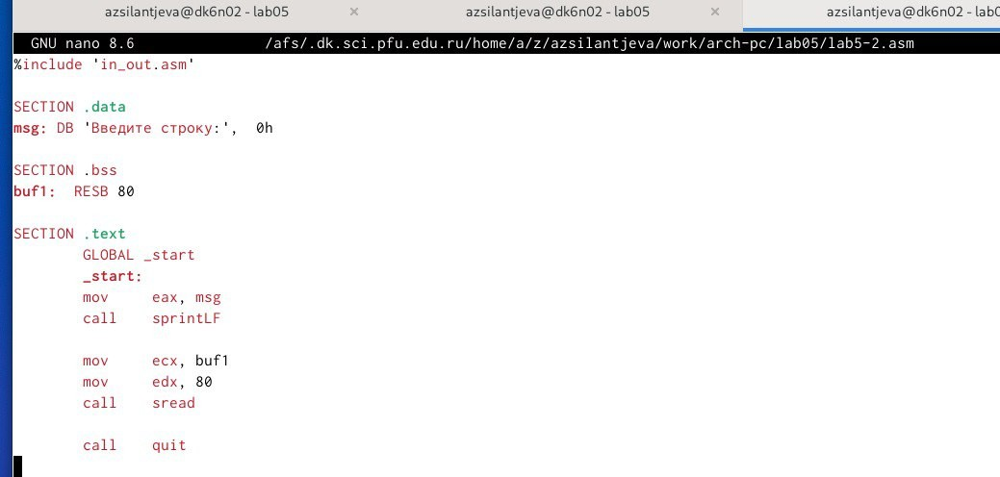 azsilantjeva@dk6n02 - lab05 × azsilantjeva@dk6n02 - lab05 × azsilantjeva@dk6n02 - lab0
GNU nano 8.6 /afs/.dk.sci.pfu.edu.ru/home/a/z/azsilantjeva/work/arch-pc/lab05/lab5-2.asm
%include 'in_out.asm'
SECTION .data
msg: DB 'Введите строку:', 0h
SECTION .bss
buf1: RESB 80
SECTION .text
GLOBAL _start
_start:
mov eax, msg
call sprintLF
mov ecx, buf1
mov edx, 80
call sread
call quit